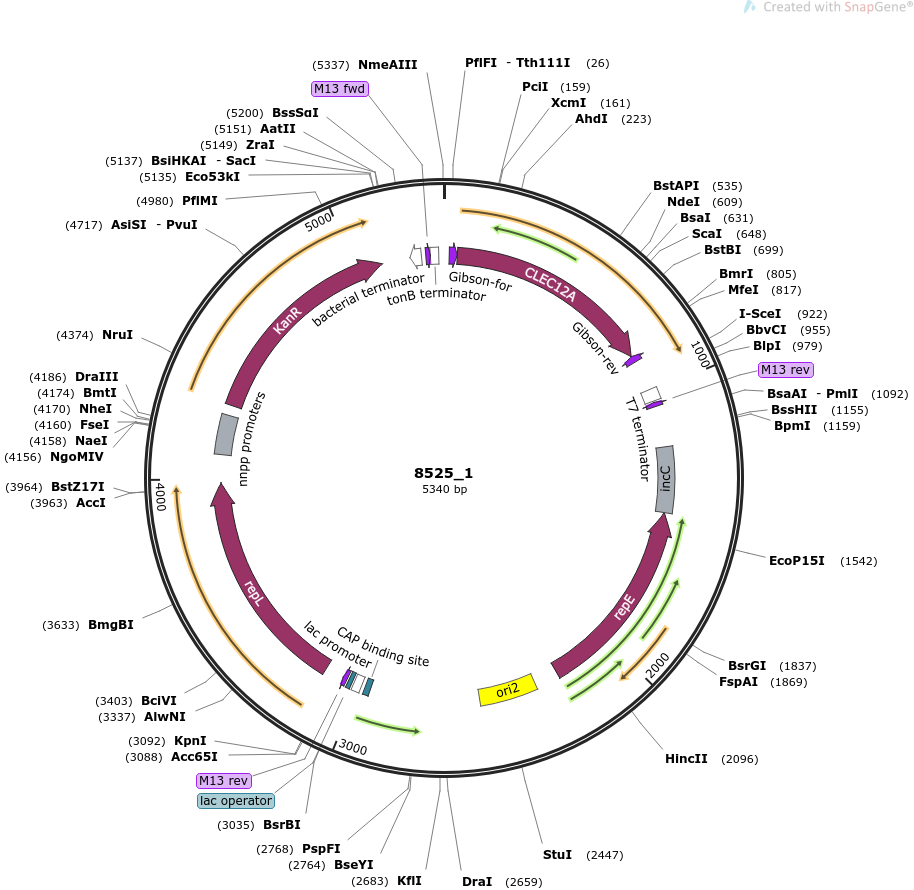 Created with SnapGene®
(5337) NmeAIII
M13 fwd
(5200) BssSαI
(5151) AatII
(5149) ZraI
(5137) BsiHKAI - SacI
(5135) Eco53kI
(4980) PflMI
(4717) AsiSI - PvuI
(4374) NruI
(4186) DraIII
(4174) BmtI
(4170) NheI
(4160) FseI
(4158) NaeI
(4156) NgoMIV
(3964) BstZ17I
(3963) AccI
(3633) BmgBI
(3403) BciVI
(3337) AlwNI
(3092) KpnI
(3088) Acc65I
M13 rev
lac operator
(3035) BsrBI
(2768) PspFI
(2764) BseYI
(2683) KflI
PflFI - Tth111I (26)
PciI (159)
XcmI (161)
AhdI (223)
BstAPI (535)
NdeI (609)
BsaI (631)
ScaI (648)
BstBI (699)
BmrI (805)
MfeI (817)
I-SceI (922)
BbvCI (955)
BlpI (979)
M13 rev
BsaAI - PmlI (1092)
BssHII (1155)
BpmI (1159)
EcoP15I (1542)
BsrGI (1837)
FspAI (1869)
HincII (2096)
StuI (2447)
DraI (2659)
1000
2000
3000
4000
5000
bacterial terminator
tonB terminator
Gibson-for
CLEC12A
Gibson-rev
T7 terminator
incC
repE
ori2
CAP binding site
lac promoter
repL
nnpp promoters
KanR
8525_1
5340 bp